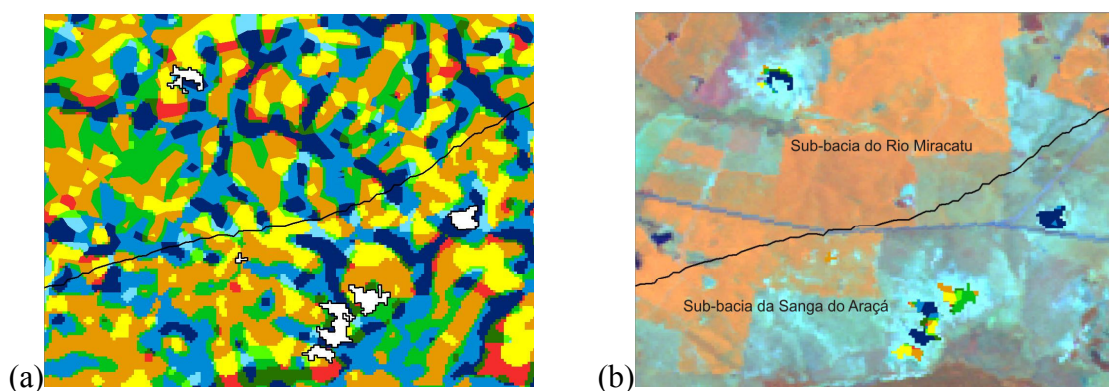 Sub-bacia do Rio Miracatu
Sub-bacia da Sanga do Araçá
(a)
(b)